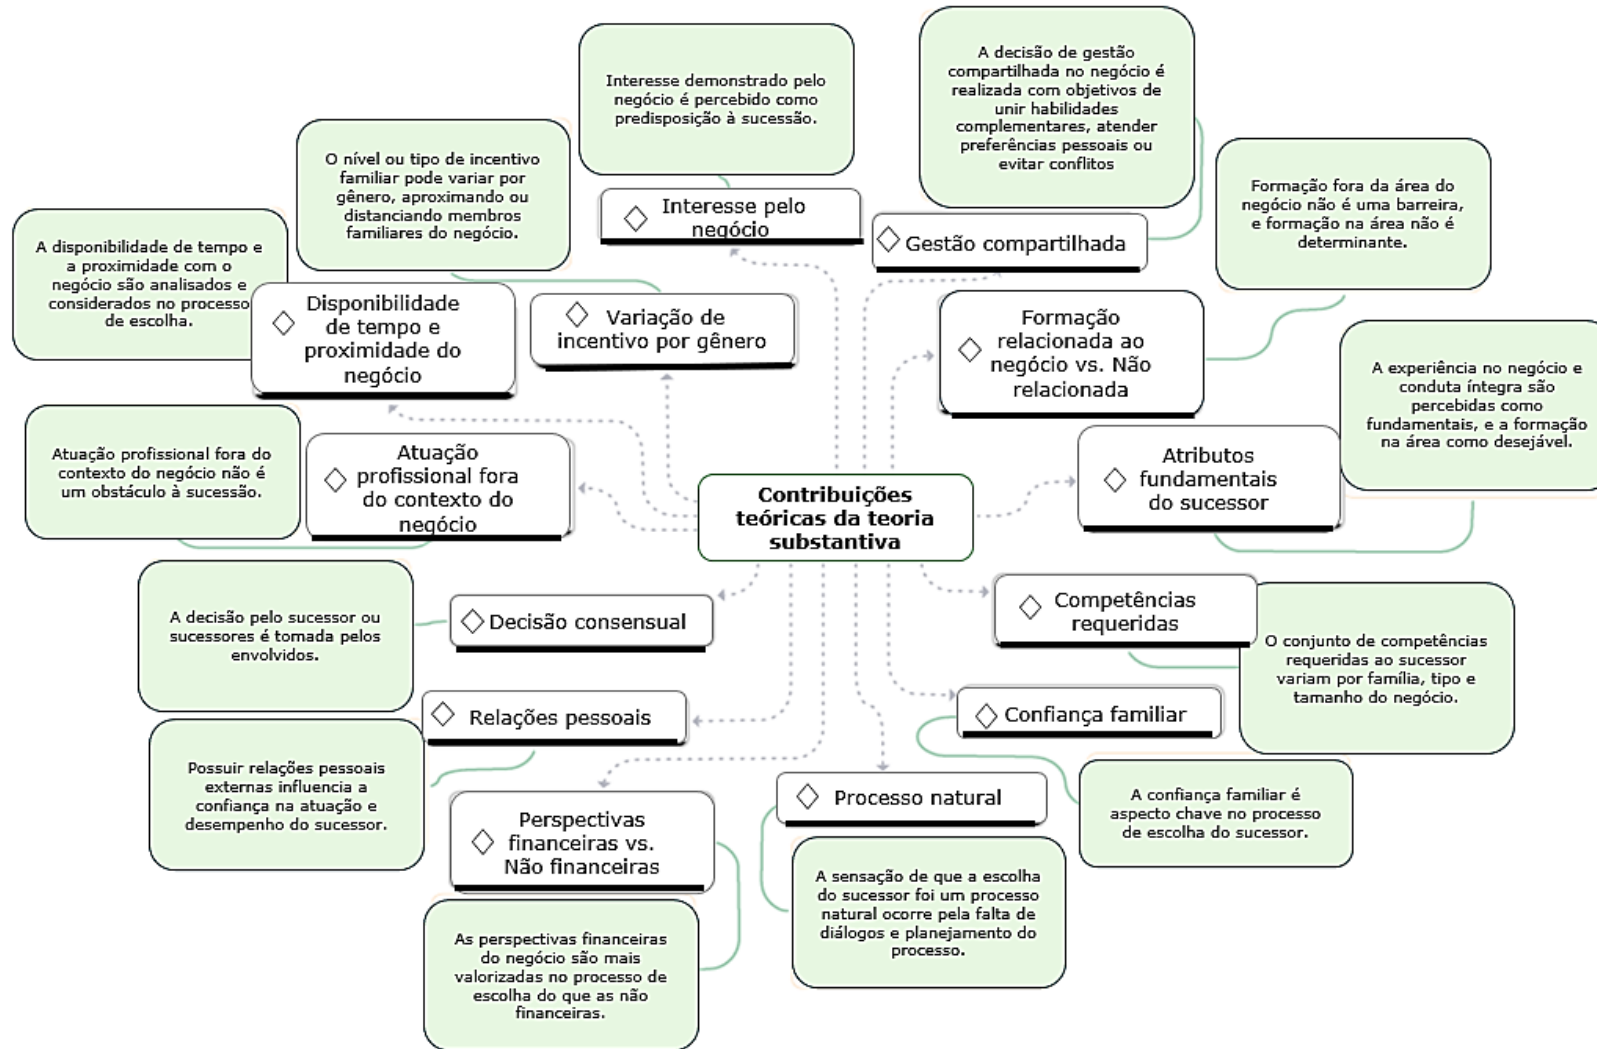 A decisão de gestão
compartilhada no negócio é
realizada com objetivos de
unir habilidades
complementares, atender
preferências pessoais ou
evitar conflitos
Interesse demonstrado pelo
negócio é percebido como
predisposição à sucessão.
O nível ou tipo de incentivo
familiar pode variar por
gênero, aproximando ou
distanciando membros
familiares do negócio.
Formação fora da área do
negócio não é uma barreira,
e formação na área não é
determinante.
Interesse pelo
negócio
Gestão compartilhada
A disponibilidade de tempo e
a proximidade com o
negócio são analisados e
considerados no processo
de escolha.
Disponibilidade
de tempo e
proximidade do
negócio
Variação de
incentivo por gênero
Formação
relacionada ao
negócio vs. Não
relacionada
A experiência no negócio e
conduta íntegra são
percebidas como
fundamentais, e a formação
na área como desejável.
Atuação profissional fora do
contexto do negócio não é
um obstáculo à sucessão.
Atuação
profissional fora
do contexto do
negócio
Contribuições
teóricas da teoria
substantiva
Atributos
fundamentais
do sucessor
A decisão pelo sucessor ou
sucessores é tomada pelos
envolvidos.
Decisão consensual
Competências
requeridas
O conjunto de competências
requeridas ao sucessor
variam por família, tipo e
tamanho do negócio.
Relações pessoais
Confiança familiar
Possuir relações pessoais
externas influencia a
confiança na atuação e
desempenho do sucessor.
Perspectivas
financeiras vs.
Não financeiras
Processo natural
A confiança familiar é
aspecto chave no processo
de escolha do sucessor.
A sensação de que a escolha
do sucessor foi um processo
natural ocorre pela falta de
diálogos e planejamento do
processo.
As perspectivas financeiras
do negócio são mais
valorizadas no processo de
escolha do que as não
financeiras.